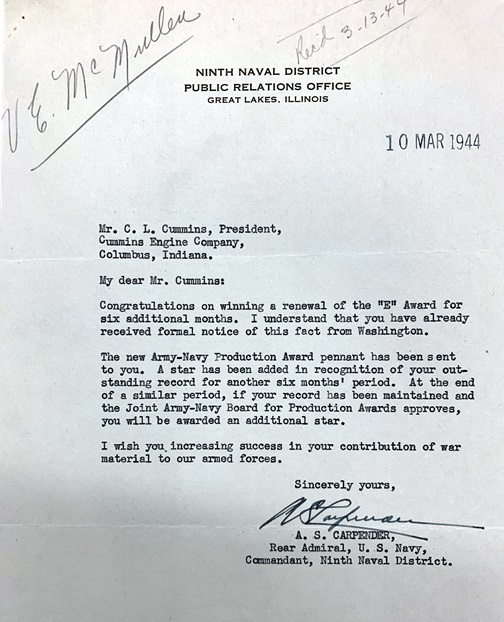 V. E. McMullen
Rec'd 3-13-44
NINTH NAVAL DISTRICT
PUBLIC RELATIONS OFFICE
GREAT LAKES, ILLINOIS
10 MAR 1944
Mr. C. L. Cummins, President,
Cummins Engine Company,
Columbus, Indiana.
My dear Mr. Cummins:
Congratulations on winning a renewal of the "E" Award for
six additional months. I understand that you have already
received formal notice of this fact from Washington.
The new Army-Navy Production Award pennant has been sent
to you. A star has been added in recognition of your out-
standing record for another six months' period. At the end
of a similar period, if your record has been maintained and
the Joint Army-Navy Board for Production Awards approves,
you will be awarded an additional star.
I wish you increasing success in your contribution of war
material to our armed forces.
Sincerely yours,
A S Carpender
A. S. CARPENDER,
Rear Admiral, U. S. Navy,
Commandant, Ninth Naval District.